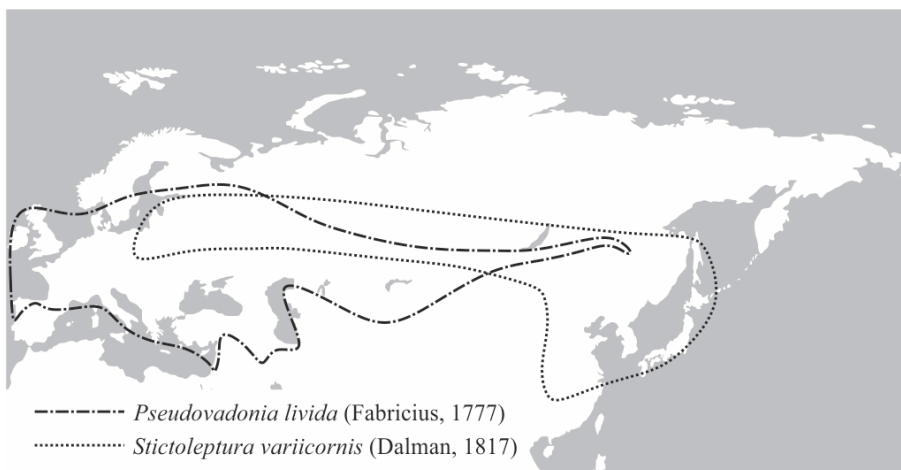 Pseudovadonia livida (Fabricius, 1777)
Stictoleptura variicornis (Dalman, 1817)